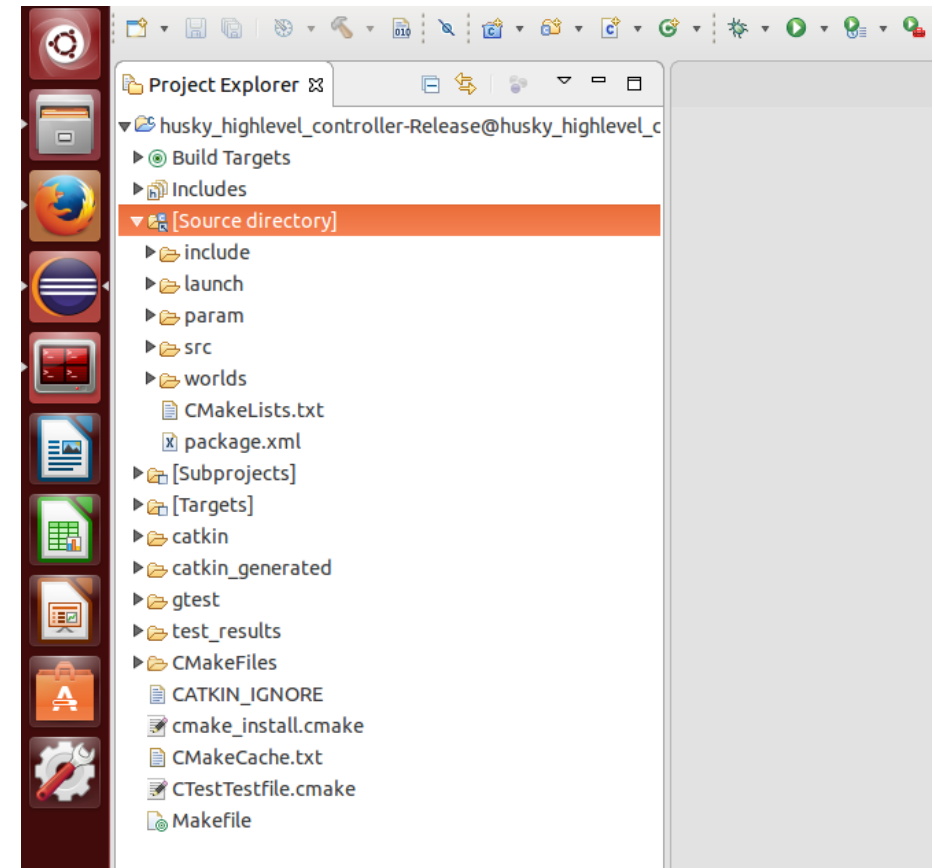 Project Explorer
husky_highlevel_controller-Release@husky_highlevel_c
Build Targets
Includes
[Source directory]
include
launch
param
src
worlds
CMakeLists.txt
package.xml
[Subprojects]
[Targets]
catkin
catkin_generated
gtest
test_results
CMakeFiles
CATKIN_IGNORE
cmake_install.cmake
CMakeCache.txt
CTestTestfile.cmake
Makefile